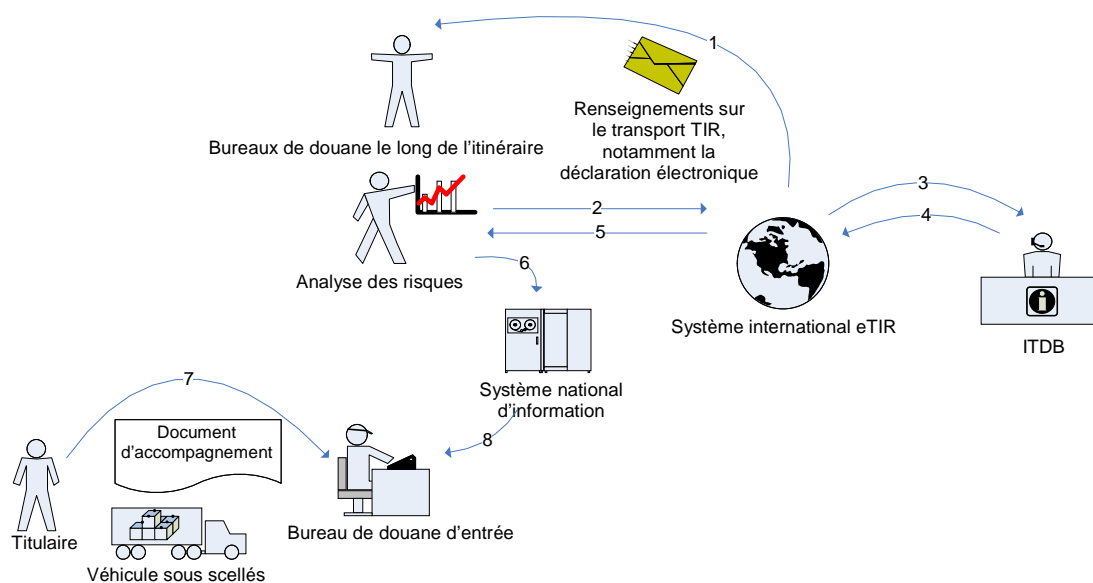 1
Renseignements sur
le transport TIR,
notamment la
déclaration électronique
Bureaux de douane le long de l'itinéraire
2
3
4
5
Analyse des risques
6
Système international eTIR
ITDB
Système national
d'information
7
8
Document
d'accompagnement
Titulaire
Véhicule sous scellés
Bureau de douane d'entrée